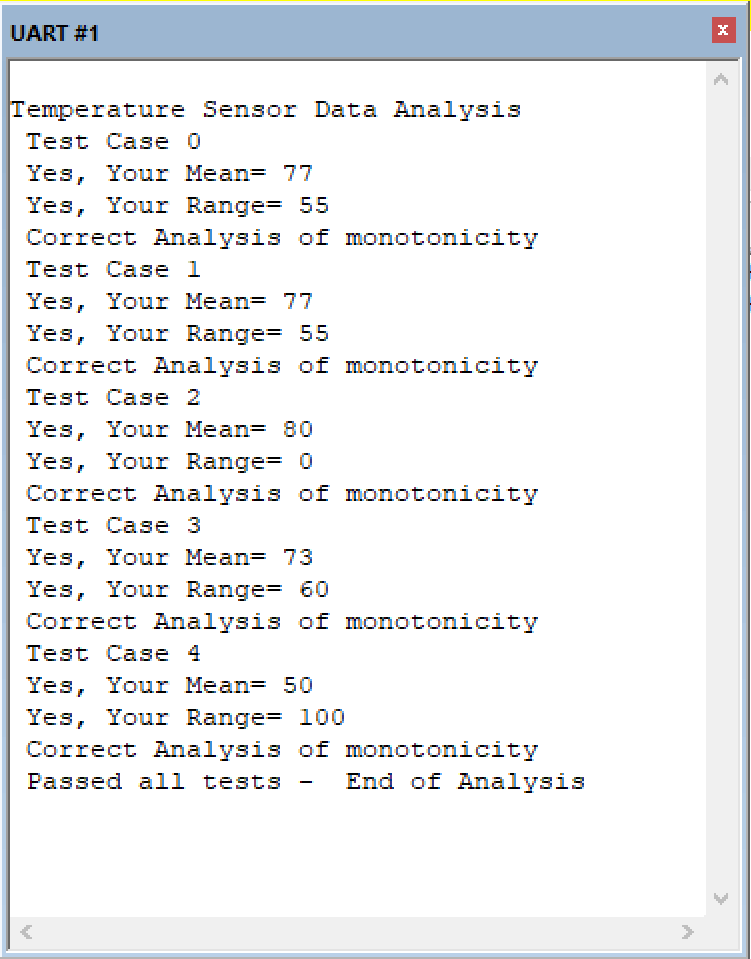 UART #1
x
Temperature Sensor Data Analysis
Test Case 0
Yes, Your Mean= 77
Yes, Your Range= 55
Correct Analysis of monotonicity
Test Case 1
Yes, Your Mean= 77
Yes, Your Range= 55
Correct Analysis of monotonicity
Test Case 2
Yes, Your Mean= 80
Yes, Your Range= 0
Correct Analysis of monotonicity
Test Case 3
Yes, Your Mean= 73
Yes, Your Range= 60
Correct Analysis of monotonicity
Test Case 4
Yes, Your Mean= 50
Yes, Your Range= 100
Correct Analysis of monotonicity
Passed all tests -  End of Analysis